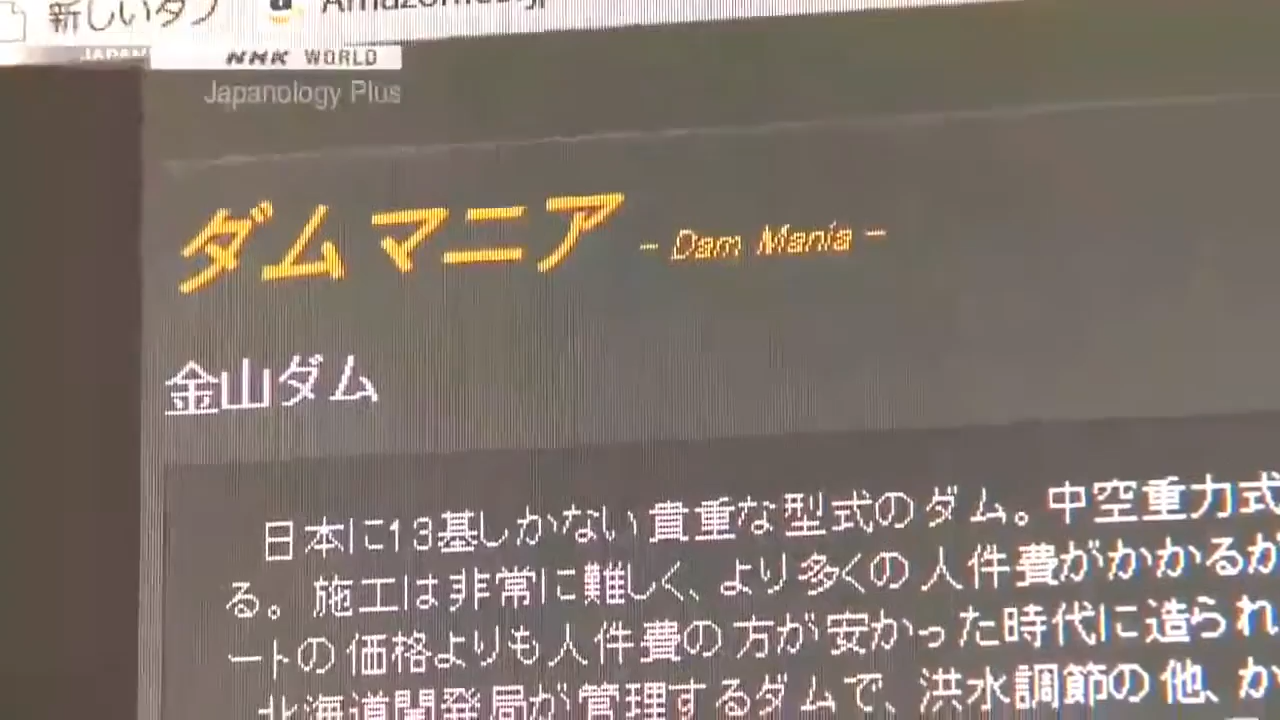 新しいタブ
NHK WORLD
Japanology Plus
ダムマニア - Dam Mania -
金山ダム
日本に13基しかない貴重な型式のダム。中空重力式
る。施工は非常に難しく、より多くの人件費がかかるが
ートの価格よりも人件費の方が安かった時代に造られ
北海道開発局が管理するダムで、洪水調節の他、か